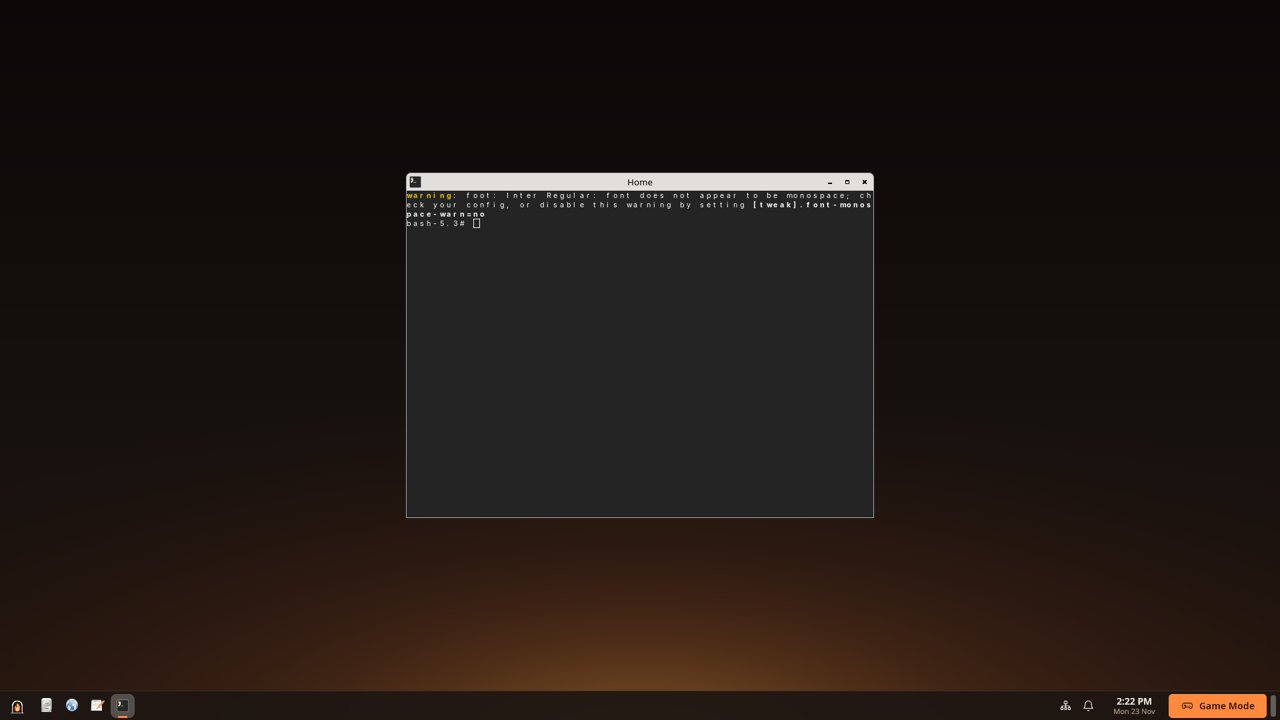 Home
warning: foot: Inter Regular: font does not appear to be monospace; ch
eck your config, or disable this warning by setting [tweak].font-monos
pace-warn=no
bash-5.3#
2:22 PM
Mon 23 Nov
Game Mode